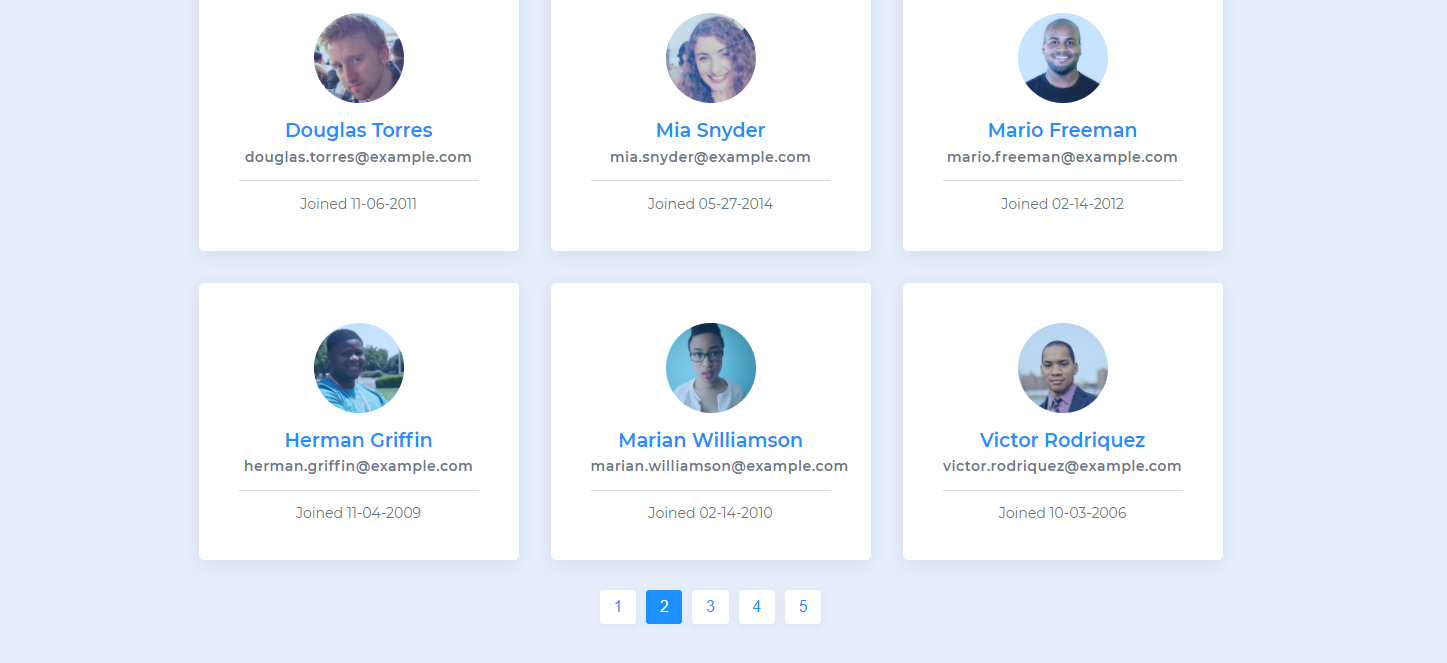 Douglas Torres
douglas.torres@example.com
Joined 11-06-2011
Mia Snyder
mia.snyder@example.com
Joined 05-27-2014
Mario Freeman
mario.freeman@example.com
Joined 02-14-2012
Herman Griffin
herman.griffin@example.com
Joined 11-04-2009
Marian Williamson
marian.williamson@example.com
Joined 02-14-2010
Victor Rodriquez
victor.rodriquez@example.com
Joined 10-03-2006
1 2 3 4 5